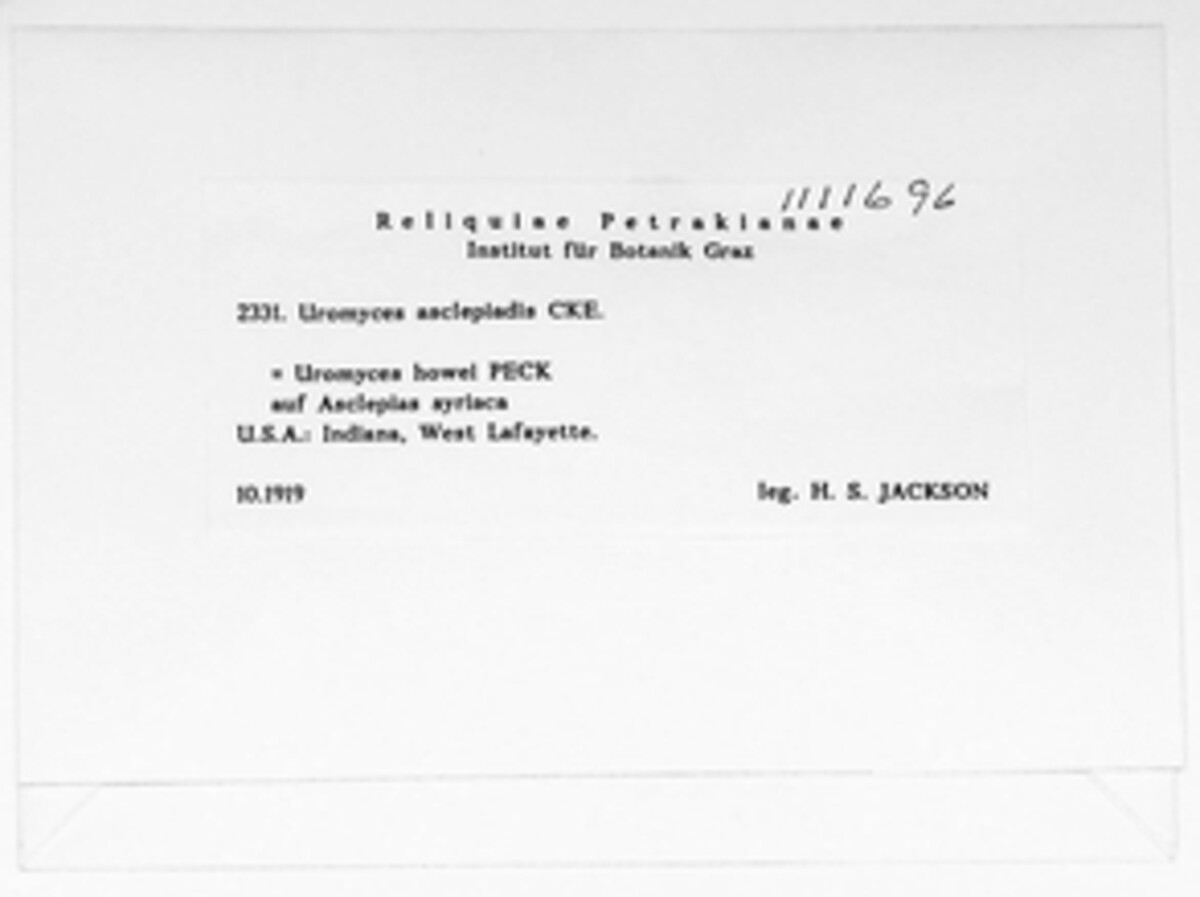 1111696
Reliquiae Petrakianae
Institut für Botanik Graz
2331. Uromyces asclepiadis CKE.
= Uromyces howei PECK
auf Asclepias syriaca
U.S.A.: Indiana, West Lafayette.
10.1919 leg. H. S. JACKSON